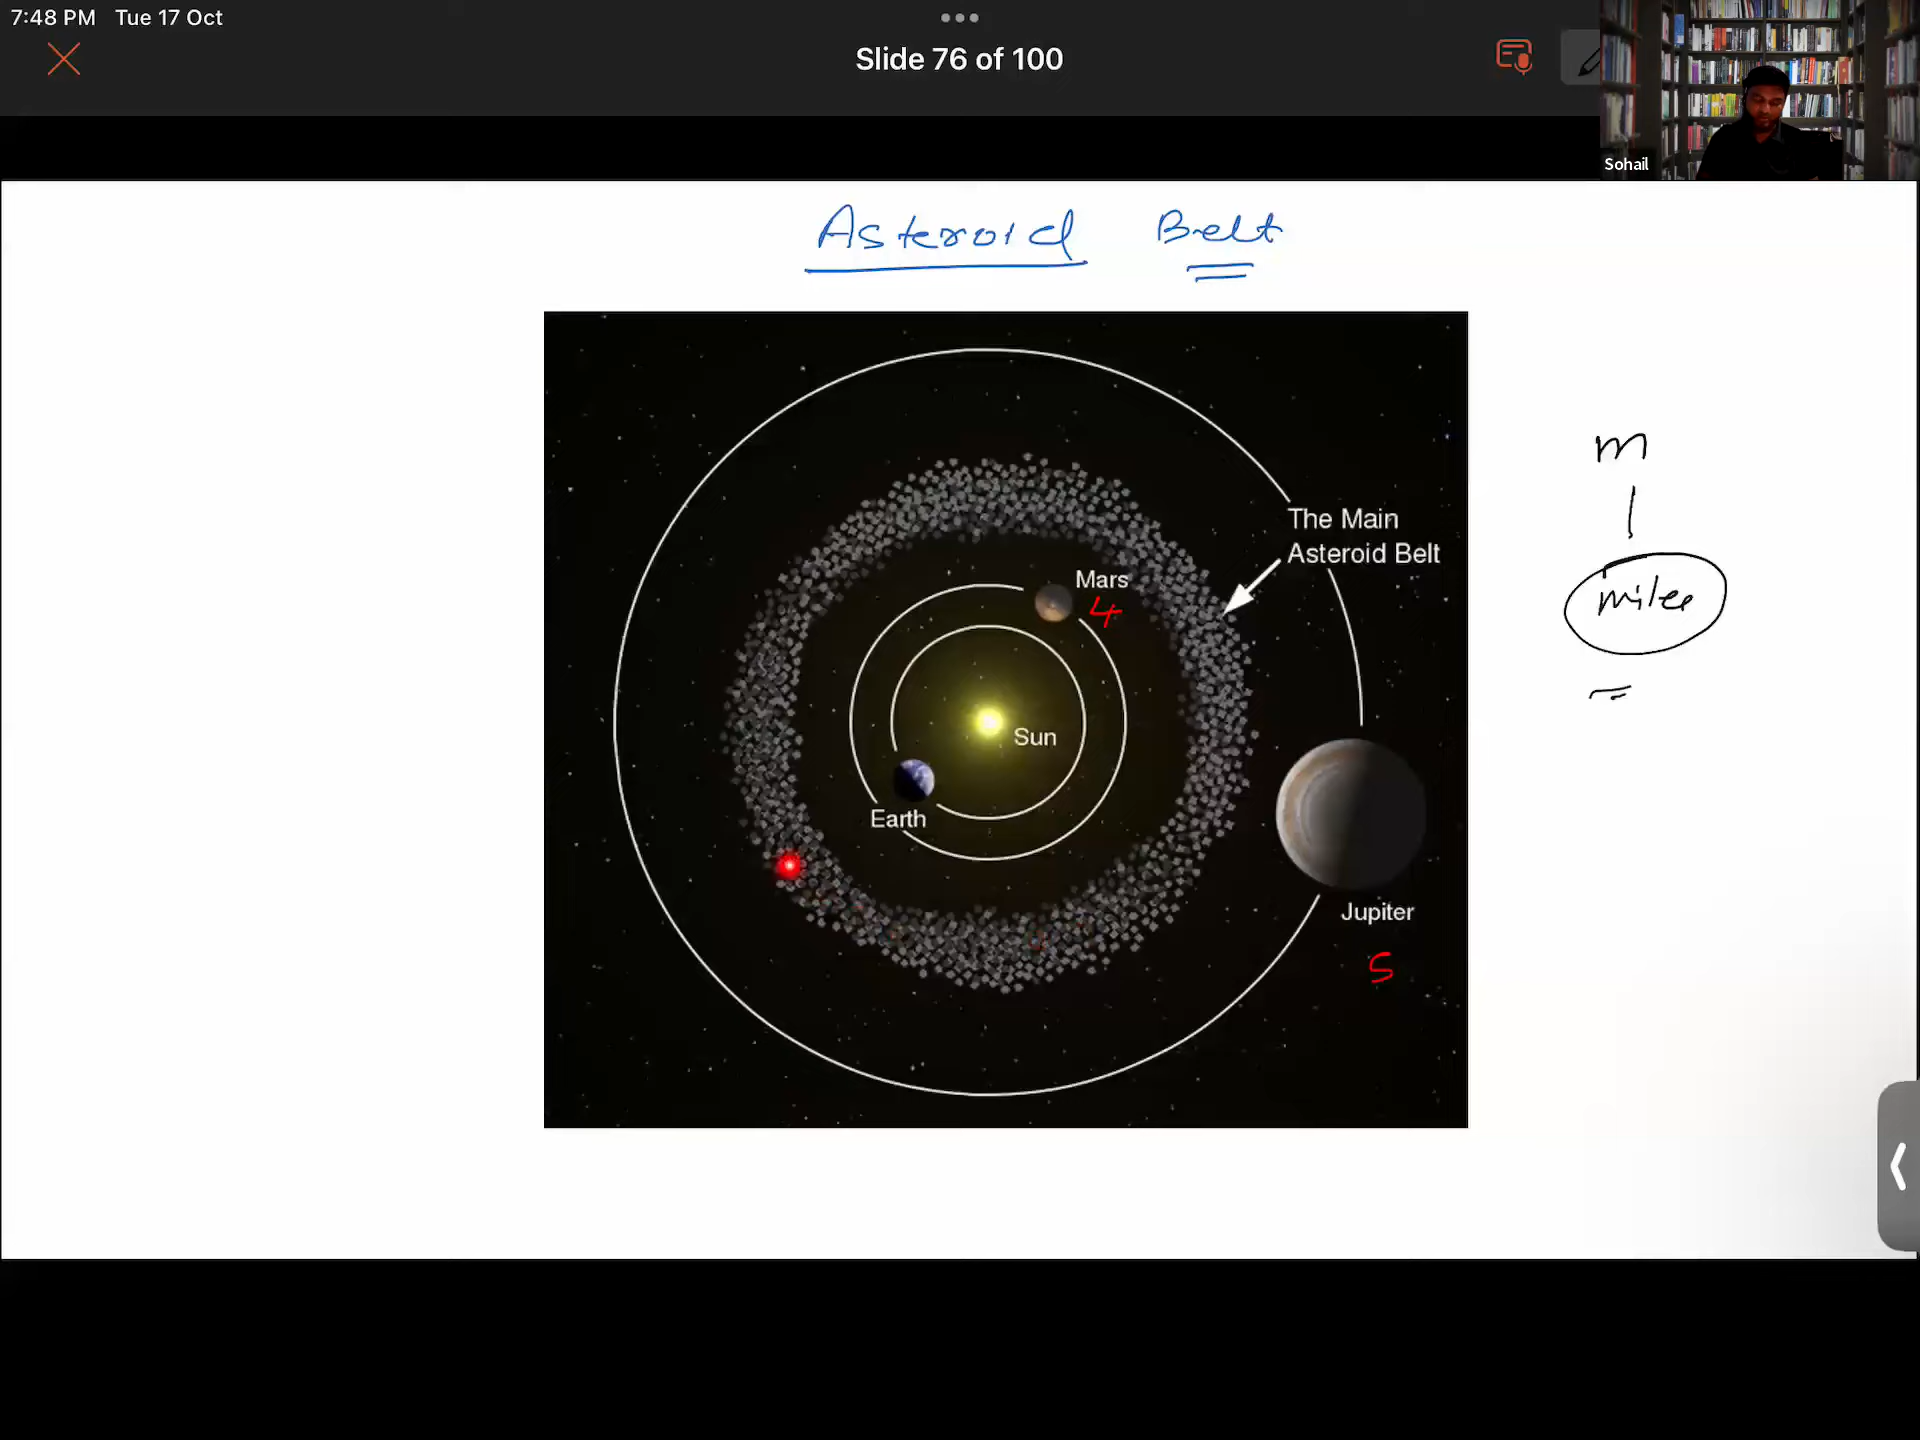 7:48 PM Tue 17 Oct
Slide 76 of 100
Sohail
Asteroid Belt
The Main
Asteroid Belt
Mars
4
Sun
Earth
Jupiter
5
m
miles